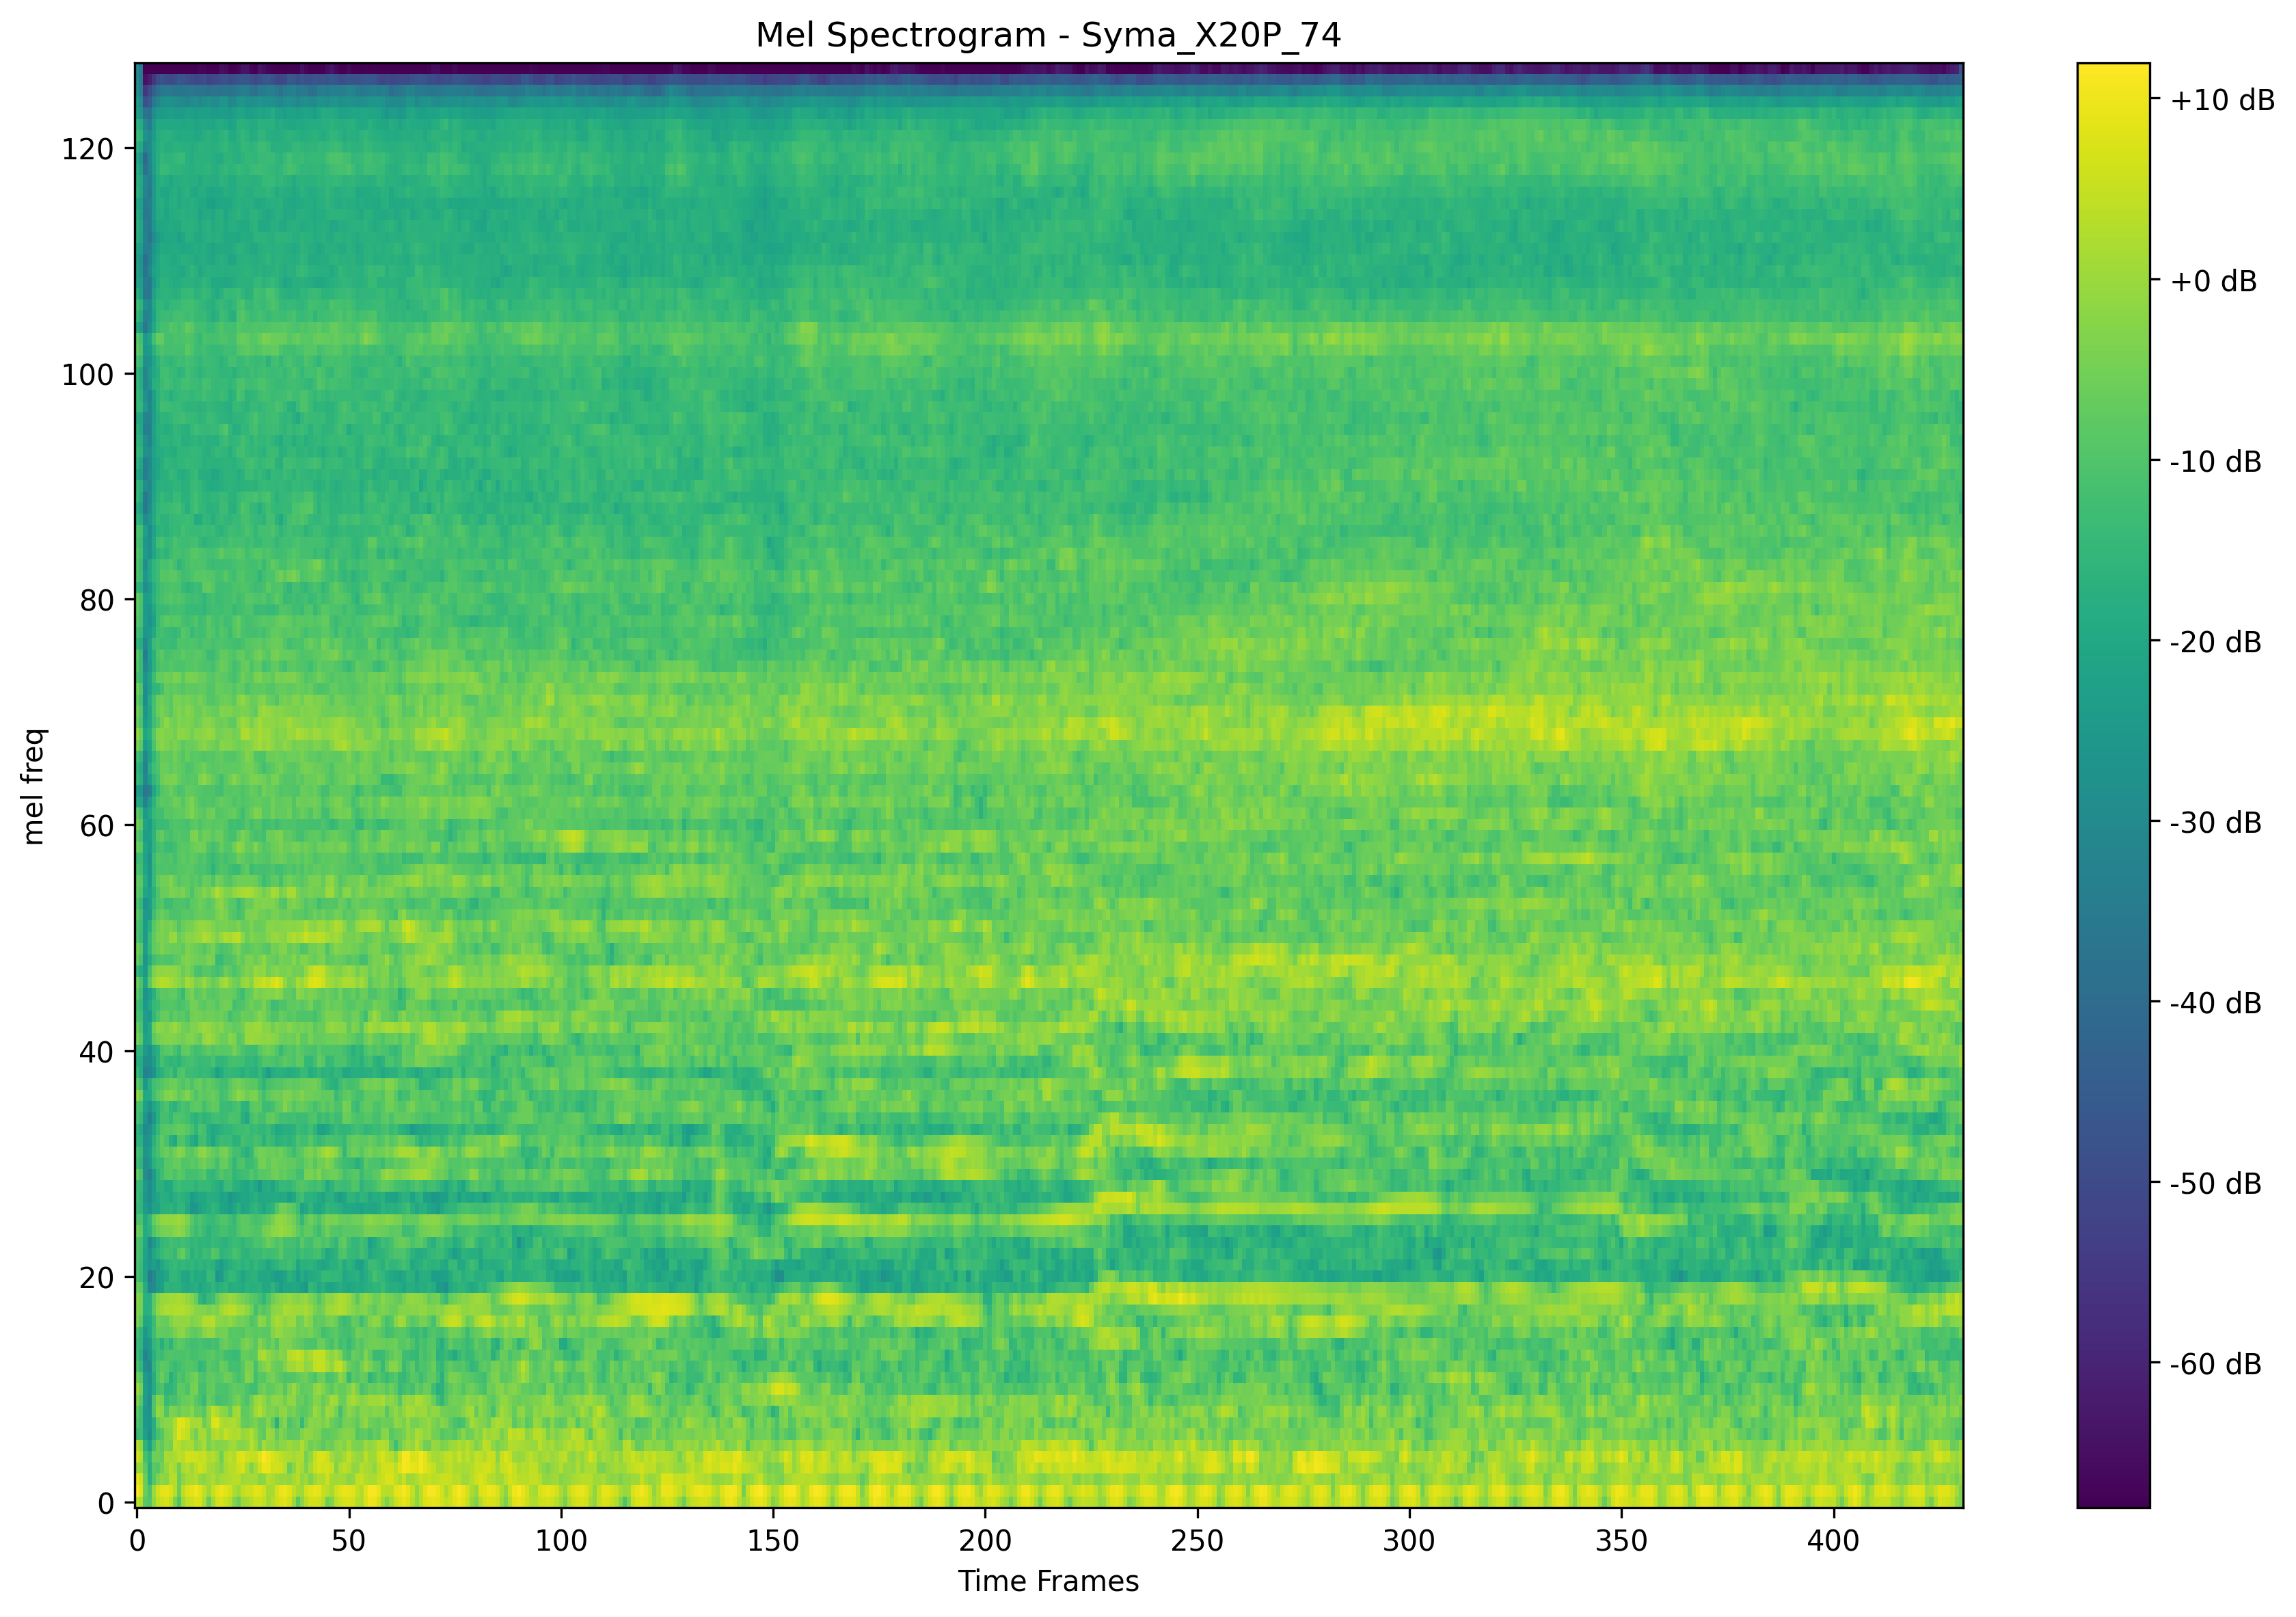 Mel Spectrogram - Syma_X20P_74
mel freq
120
100
80
60
40
20
0
0 50 100 150 200 250 300 350 400
Time Frames
+10 dB
+0 dB
-10 dB
-20 dB
-30 dB
-40 dB
-50 dB
-60 dB